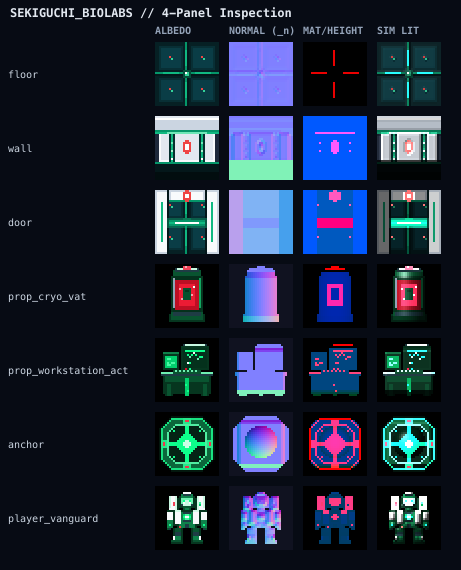 SEKIGUCHI_BIOLABS // 4-Panel Inspection
ALBEDO NORMAL (_n) MAT/HEIGHT SIM LIT
floor
wall
door
prop_cryo_vat
prop_workstation_act
anchor
player_vanguard